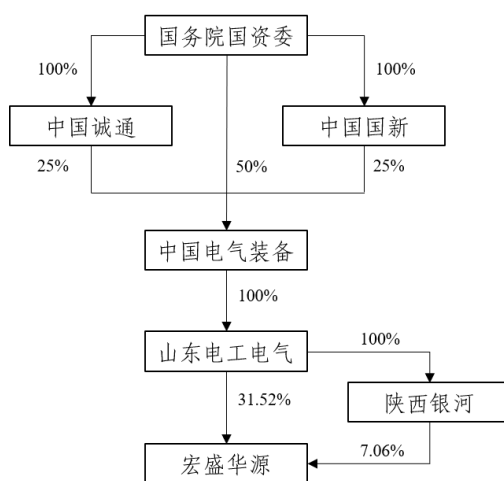 国务院国资委
100%
100%
中国诚通
中国国新
25%
50%
25%
中国电气装备
100%
山东电工电气
100%
31.52%
陕西银河
7.06%
宏盛华源